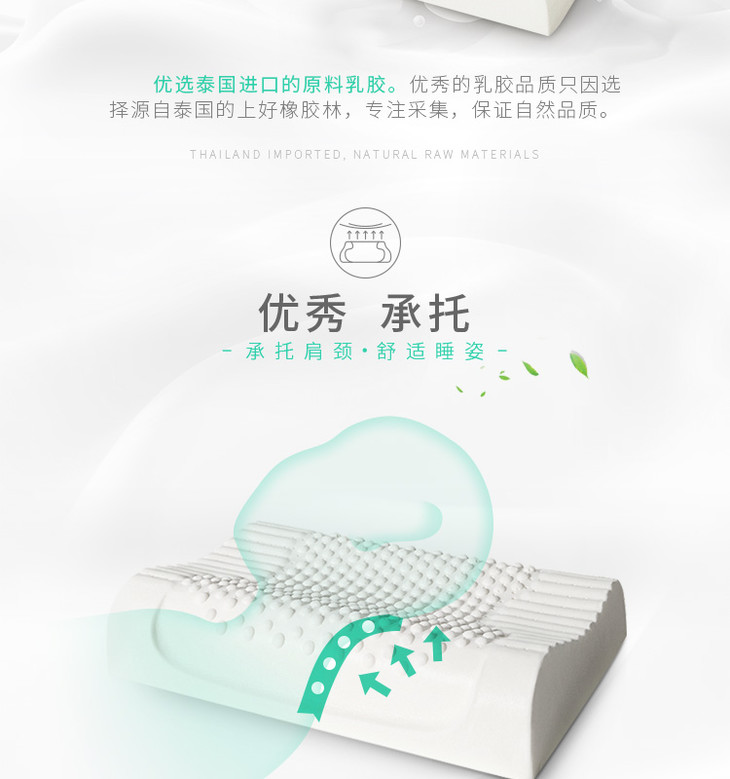 优选泰国进口的原料乳胶。优秀的乳胶品质只因选
择源自泰国的上好橡胶林，专注采集，保证自然品质。
THAILAND IMPORTED, NATURAL RAW MATERIALS
优秀 承托
- 承托肩颈·舒适睡姿 -